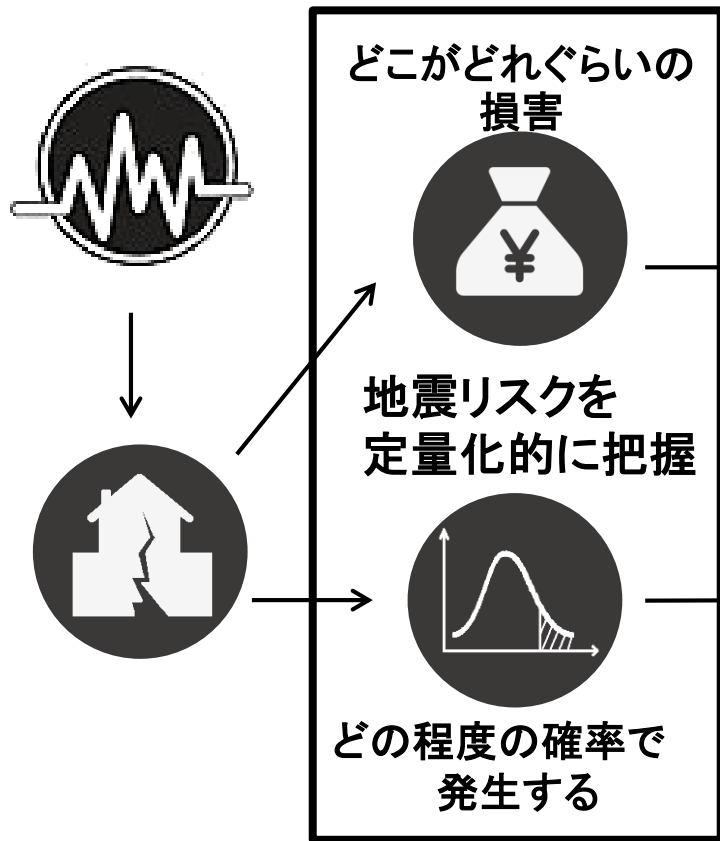 どこがどれぐらいの
損害
¥
地震リスクを
定量化的に把握
どの程度の確率で
発生する